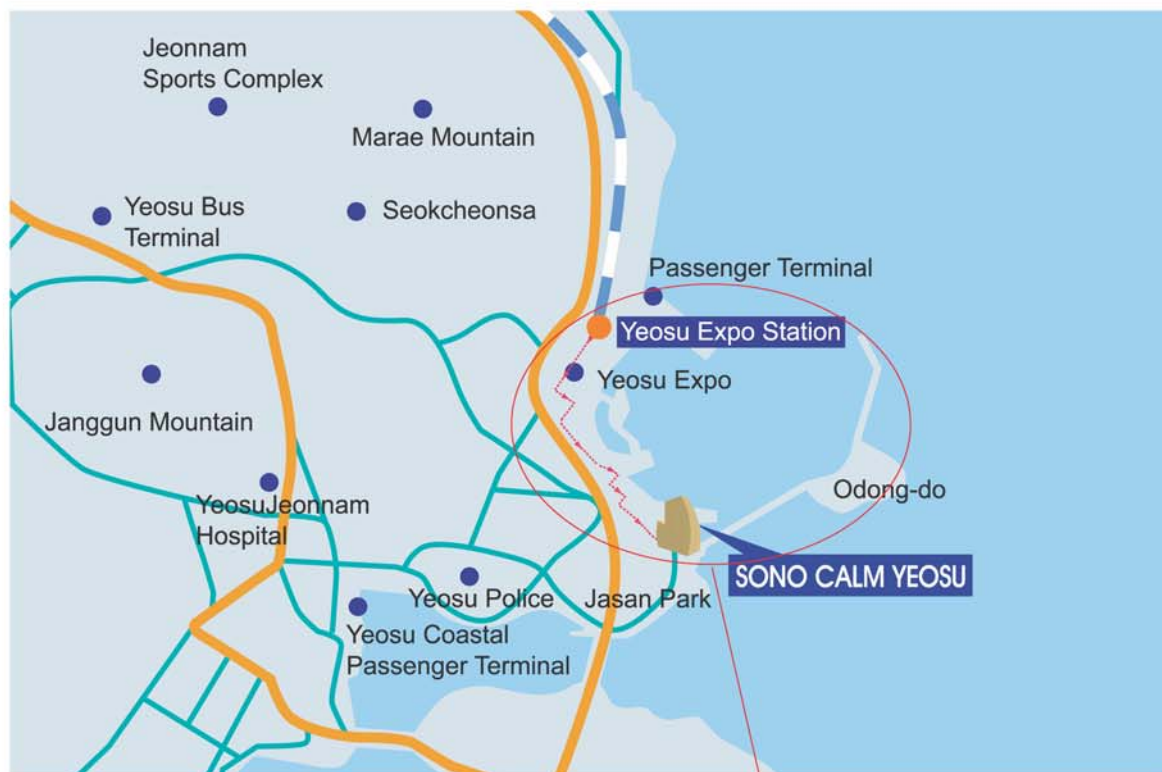 Jeonnam
Sports Complex
Marae Mountain
Yeosu Bus
Terminal
Seokcheonsa
Passenger Terminal
Yeosu Expo Station
Yeosu Expo
Janggun Mountain
YeosuJeonnam
Hospital
Odong-do
SONO CALM YEOSU
Yeosu Police
Jasan Park
Yeosu Coastal
Passenger Terminal